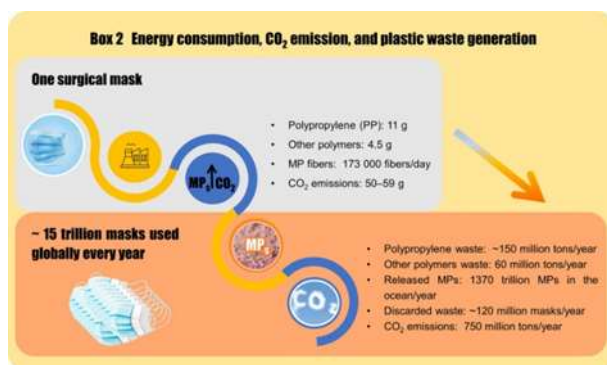 Box 2 Energy consumption, CO₂ emission, and plastic waste generation
One surgical mask
• Polypropylene (PP): 11 g
• Other polymers: 4.5 g
• MP fibers: 173 000 fibers/day
• CO₂ emissions: 50–59 g
MPs CO₂
~ 15 trillion masks used
globally every year
MPs
CO₂
• Polypropylene waste: ~150 million tons/year
• Other polymers waste: 60 million tons/year
• Released MPs: 1370 trillion MPs in the
ocean/year
• Discarded waste: ~120 million masks/year
• CO₂ emissions: 750 million tons/year